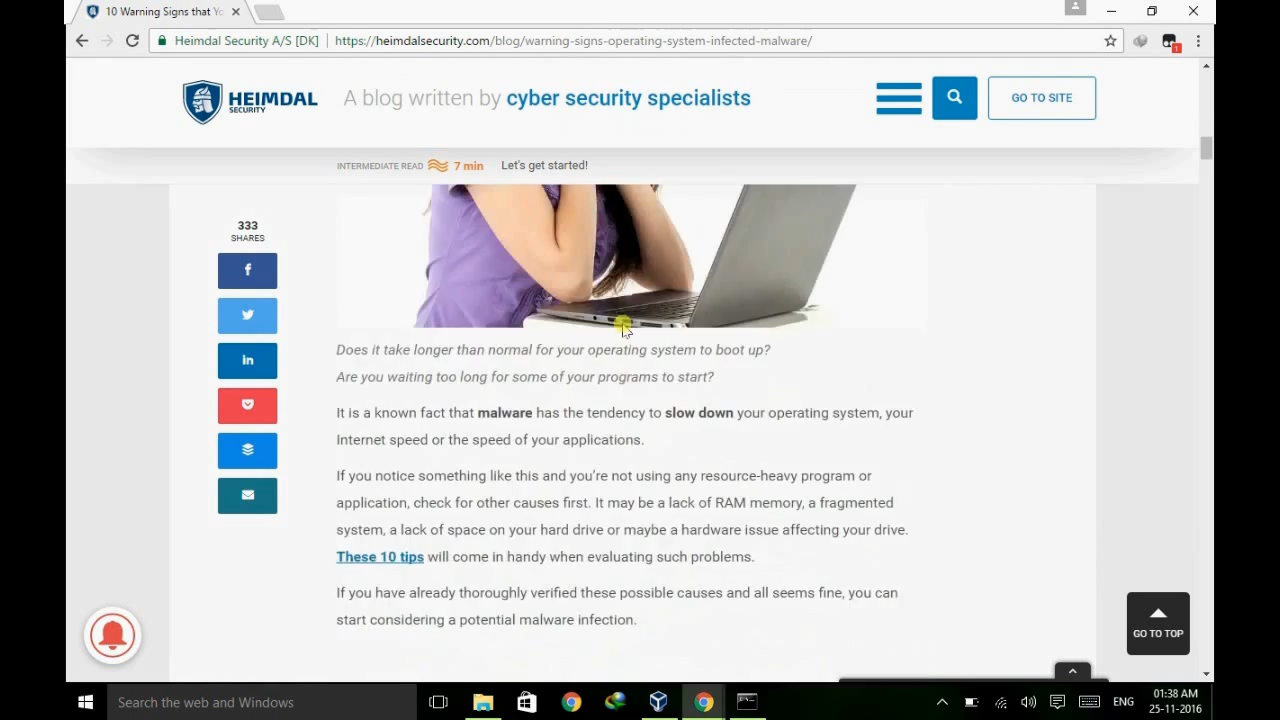 10 Warning Signs that Yo
Heimdal Security A/S [DK] https://heimdalsecurity.com/blog/warning-signs-operating-system-infected-malware/
1
HEIMDAL
SECURITY
A blog written by cyber security specialists
GO TO SITE
INTERMEDIATE READ 7 min Let's get started!
333
SHARES
f
in
Does it take longer than normal for your operating system to boot up?
Are you waiting too long for some of your programs to start?
It is a known fact that malware has the tendency to slow down your operating system, your
Internet speed or the speed of your applications.
If you notice something like this and you're not using any resource-heavy program or
application, check for other causes first. It may be a lack of RAM memory, a fragmented
system, a lack of space on your hard drive or maybe a hardware issue affecting your drive.
These 10 tips will come in handy when evaluating such problems.
If you have already thoroughly verified these possible causes and all seems fine, you can
start considering a potential malware infection.
GO TO TOP
Search the web and Windows
ENG
01:38 AM
25-11-2016